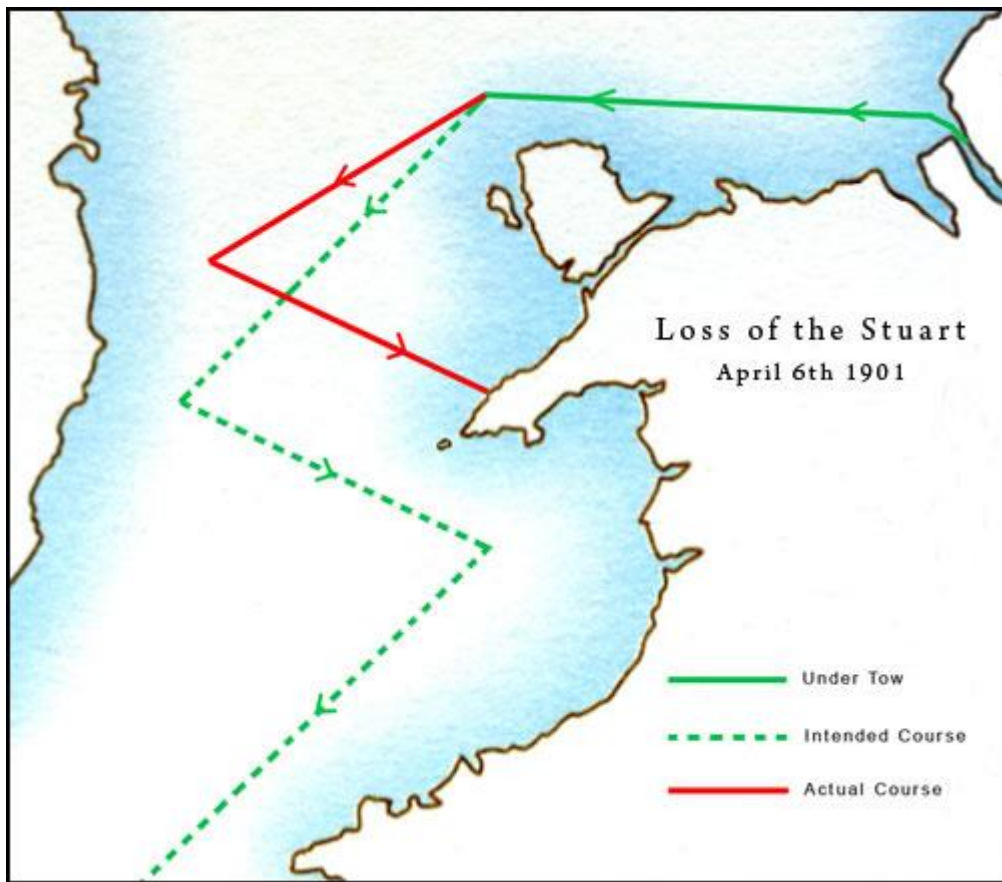 Loss of the Stuart
April 6th 1901
Under Tow
Intended Course
Actual Course